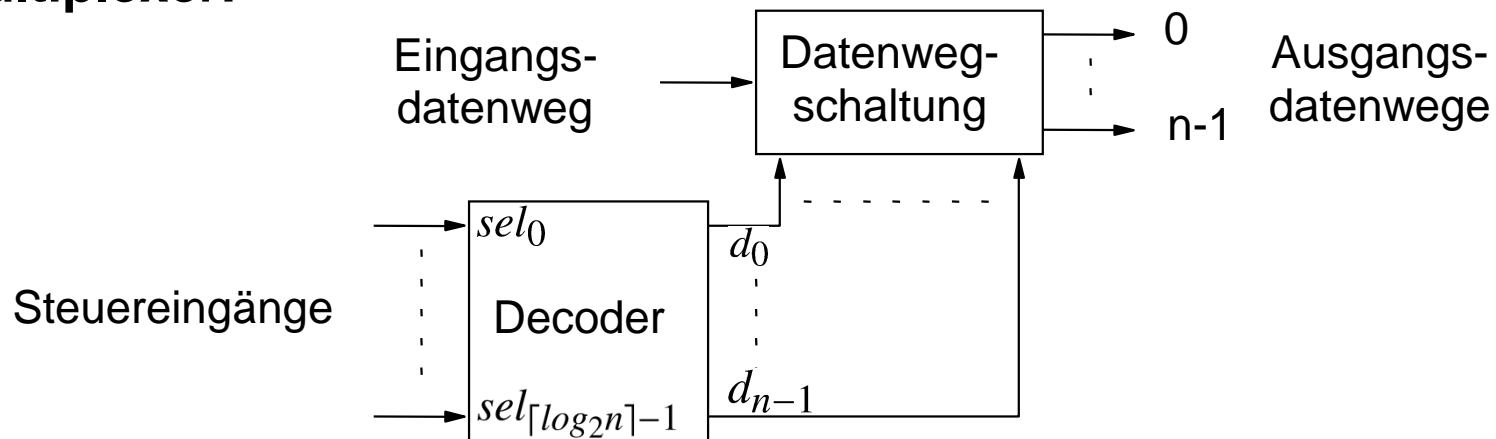 Eingangs-
datenweg
Datenweg-
schaltung
0
n-1
Ausgangs-
datenwege
Steuereingänge
sel₀
Decoder
sel⌈log₂n⌉−1
d₀
dₙ₋₁